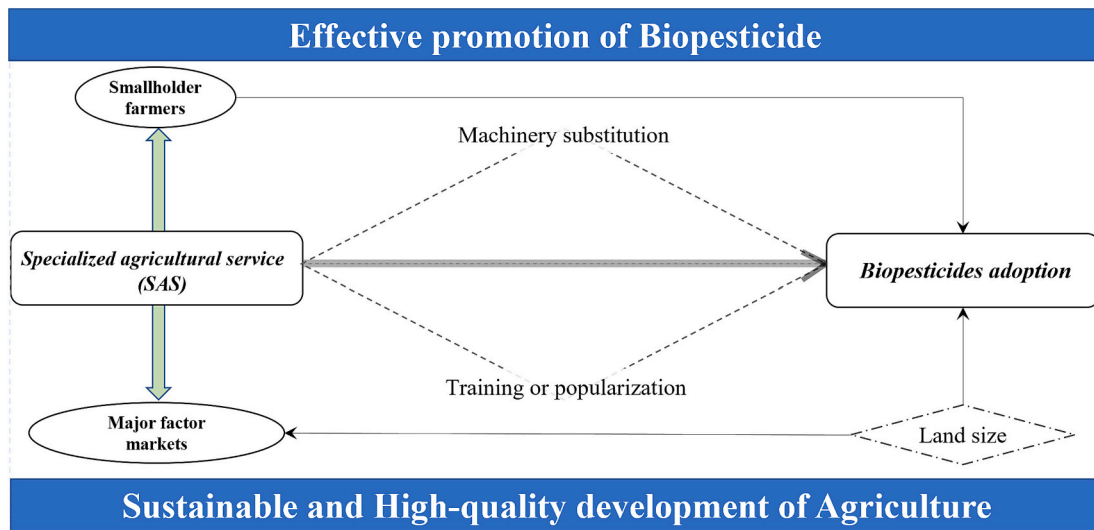 Effective promotion of Biopesticide
Smallholder
farmers
Machinery substitution
Specialized agricultural service
(SAS)
Biopesticides adoption
Training or popularization
Major factor
markets
Land size
Sustainable and High-quality development of Agriculture